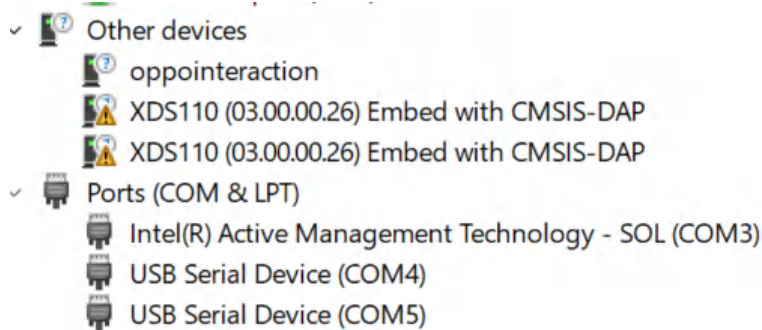 Other devices
oppointeraction
XDS110 (03.00.00.26) Embed with CMSIS-DAP
XDS110 (03.00.00.26) Embed with CMSIS-DAP
Ports (COM & LPT)
Intel(R) Active Management Technology - SOL (COM3)
USB Serial Device (COM4)
USB Serial Device (COM5)